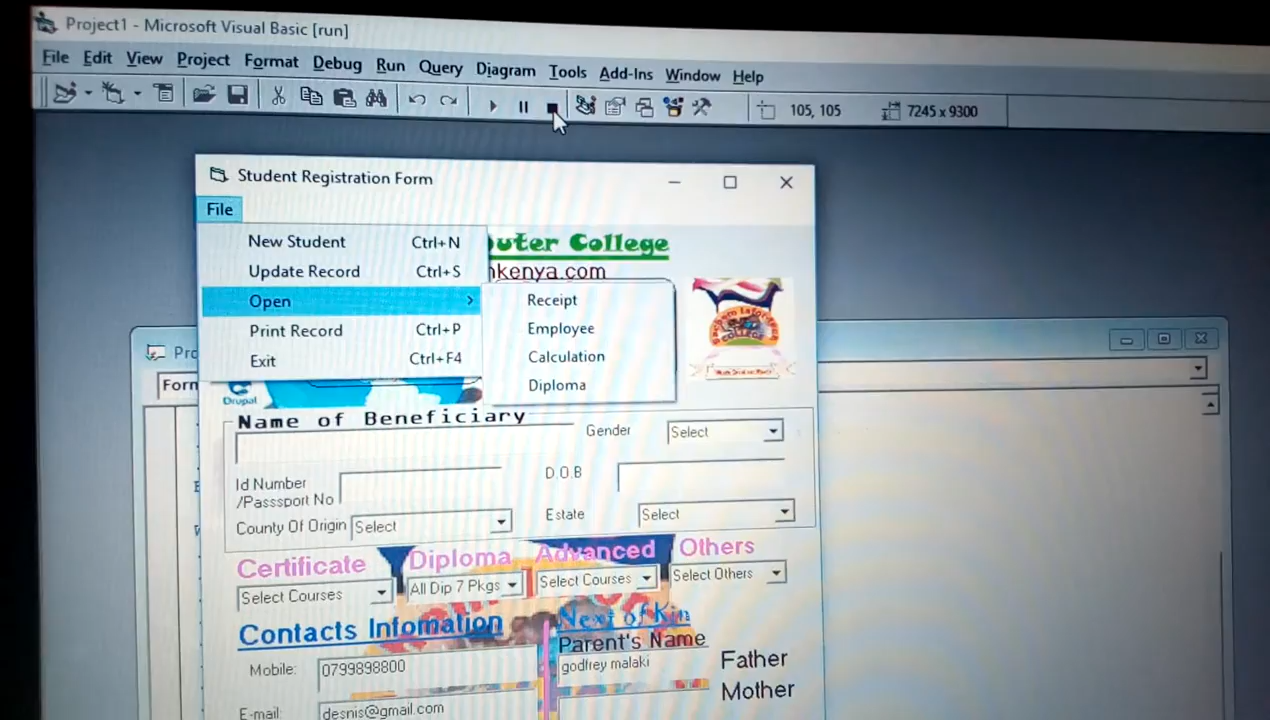 Project1 - Microsoft Visual Basic [run]
File Edit View Project Format Debug Run Query Diagram Tools Add-Ins Window Help
105, 105 7245 x 9300
Student Registration Form
File
New Student Ctrl+N
Update Record Ctrl+S
Open
Print Record Ctrl+P
Exit Ctrl+F4
Receipt
Employee
Calculation
Diploma
uter College
nkenya.com
COLLEGE
Pro
Form
Drupal
Name of Beneficiary
Gender Select
Id Number
/Passsport No
D.O.B
County Of Origin Select
Estate Select
Certificate Diploma Advanced Others
Select Courses All Dip 7 Pkgs Select Courses Select Others
Contacts Infomation Next of Kin
Parent's Name
Mobile: 0799898800 godfrey malaki Father
Mother
E-mail: desnis@gmail.com